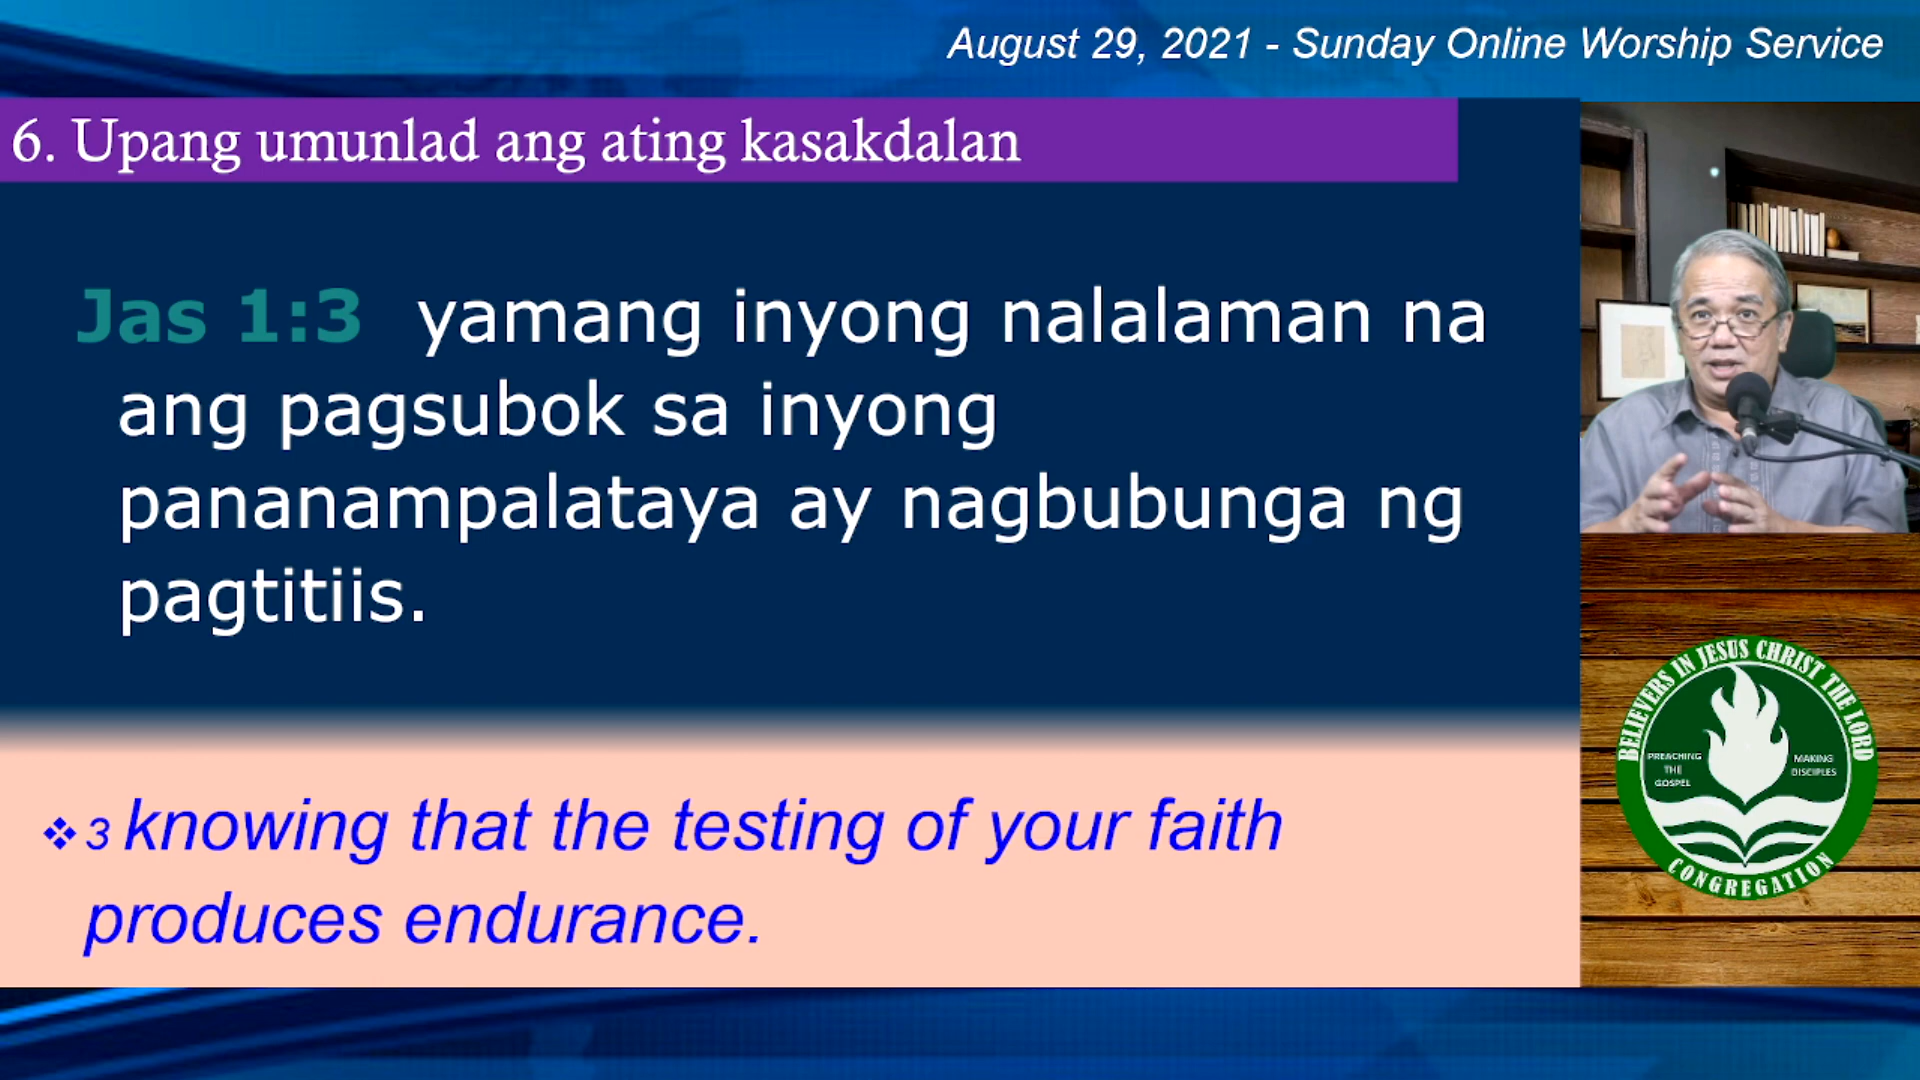 August 29, 2021 - Sunday Online Worship Service
6. Upang umunlad ang ating kasakdalan
Jas 1:3 yamang inyong nalalaman na
ang pagsubok sa inyong
pananampalataya ay nagbubunga ng
pagtitiis.
❖ 3 knowing that the testing of your faith
produces endurance.
BELIEVERS IN JESUS CHRIST THE LORD
PREACHING
THE
GOSPEL
MAKING
DISCIPLES
CONGREGATION